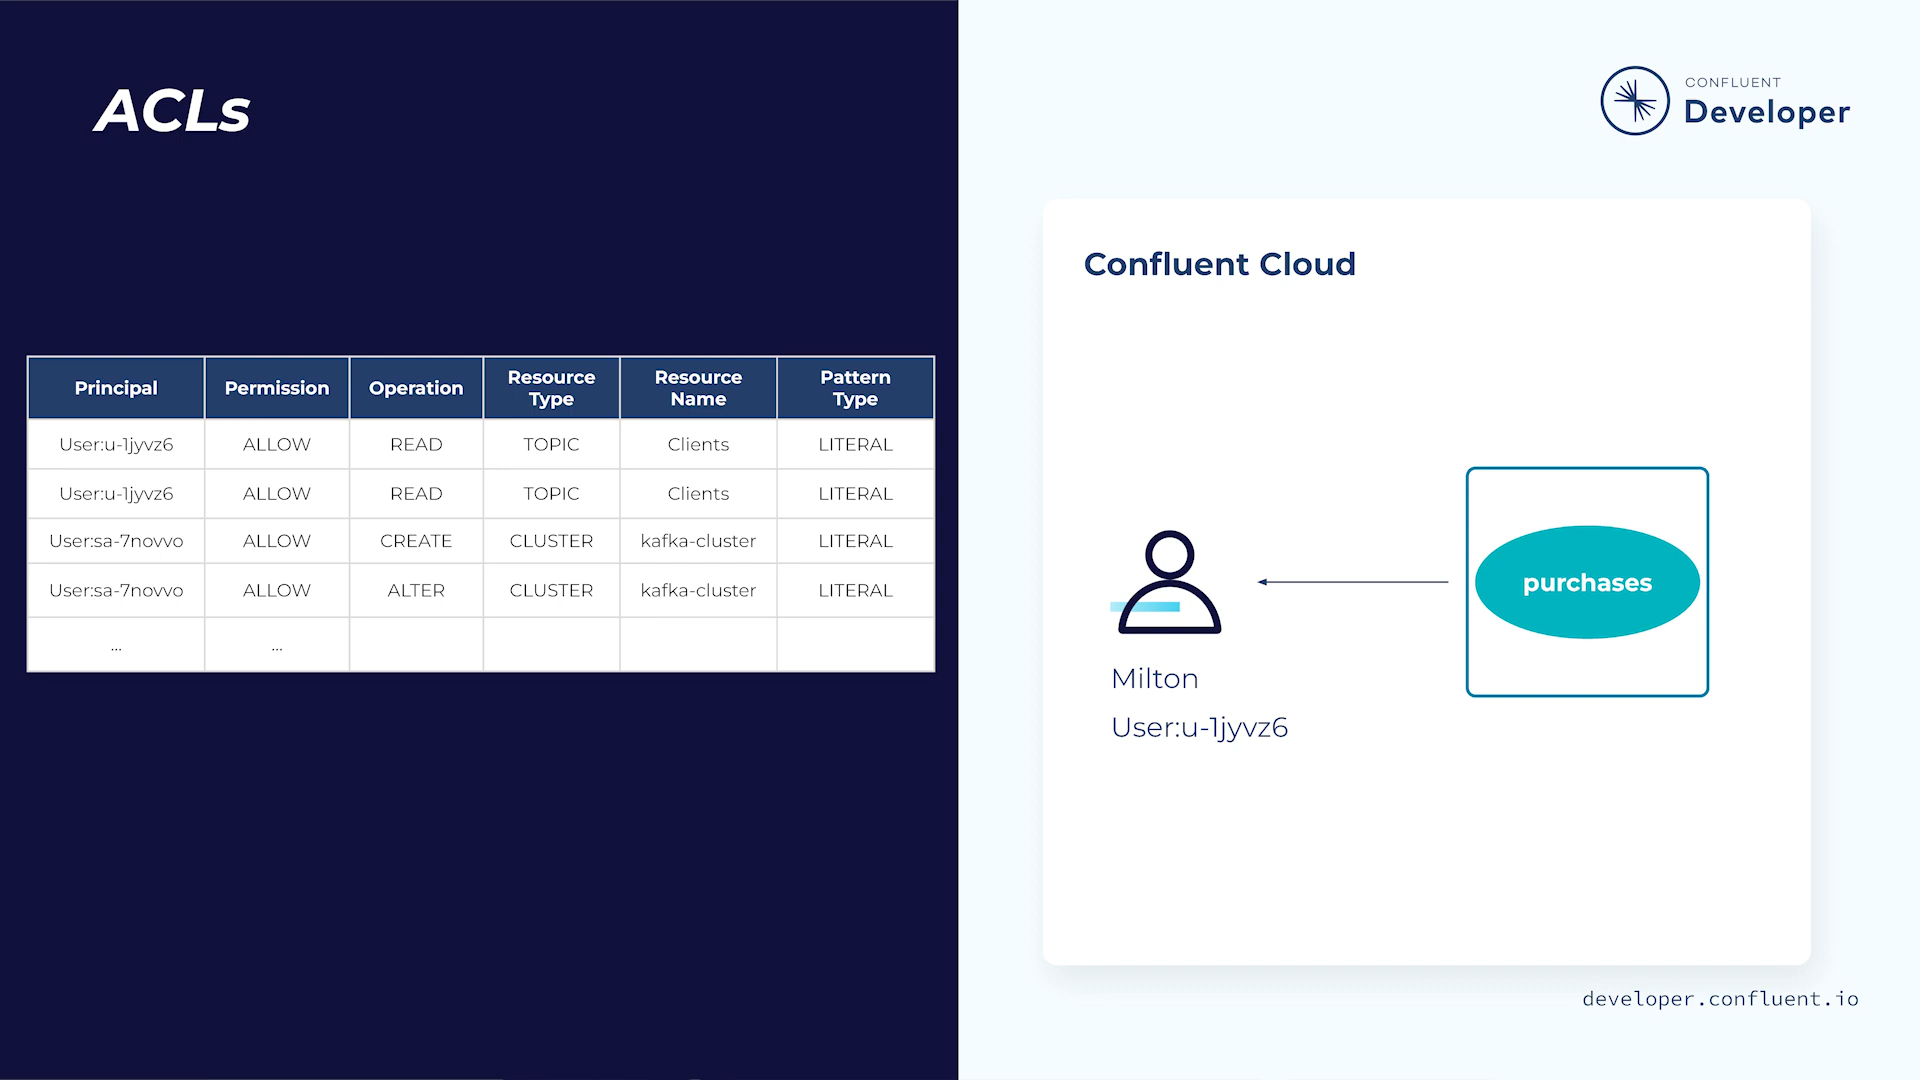 ACLs
Principal Permission Operation Resource Type Resource Name Pattern Type
User:u-1jyvz6 ALLOW READ TOPIC Clients LITERAL
User:u-1jyvz6 ALLOW READ TOPIC Clients LITERAL
User:sa-7novvo ALLOW CREATE CLUSTER kafka-cluster LITERAL
User:sa-7novvo ALLOW ALTER CLUSTER kafka-cluster LITERAL
... ...
CONFLUENT
Developer
Confluent Cloud
purchases
Milton
User:u-1jyvz6
developer.confluent.io